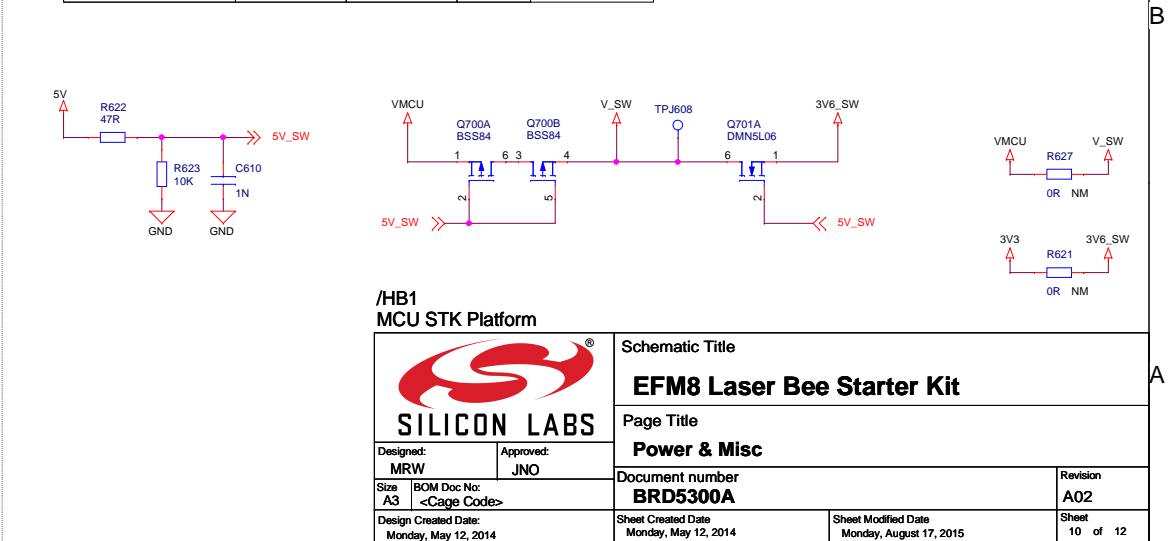 B
5V
R622
47R
5V_SW
R623
10K
C610
1N
GND
GND
VMCU
V_SW
TPJ608
3V6_SW
Q700A
BSS84
Q700B
BSS84
Q701A
DMN5L06
1
6
3
4
6
1
2
5
2
5V_SW
5V_SW
VMCU
V_SW
R627
0R
NM
3V3
3V6_SW
R621
0R
NM
/HB1
MCU STK Platform
®
SILICON LABS
Schematic Title
EFM8 Laser Bee Starter Kit
A
Page Title
Power & Misc
Designed:
MRW
Approved:
JNO
Document number
BRD5300A
Revision
A02
Size
A3
BOM Doc No:
<Cage Code>
Design Created Date:
Monday, May 12, 2014
Sheet Created Date
Monday, May 12, 2014
Sheet Modified Date
Monday, August 17, 2015
Sheet
10 of 12